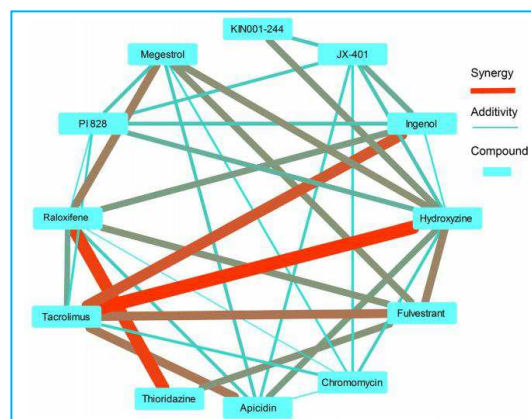 KIN001-244
Megestrol
JX-401
Synergy
Additivity
Compound
PI 828
Ingenol
Raloxifene
Hydroxyzine
Tacrolimus
Fulvestrant
Chromomycin
Thioridazine
Apicidin